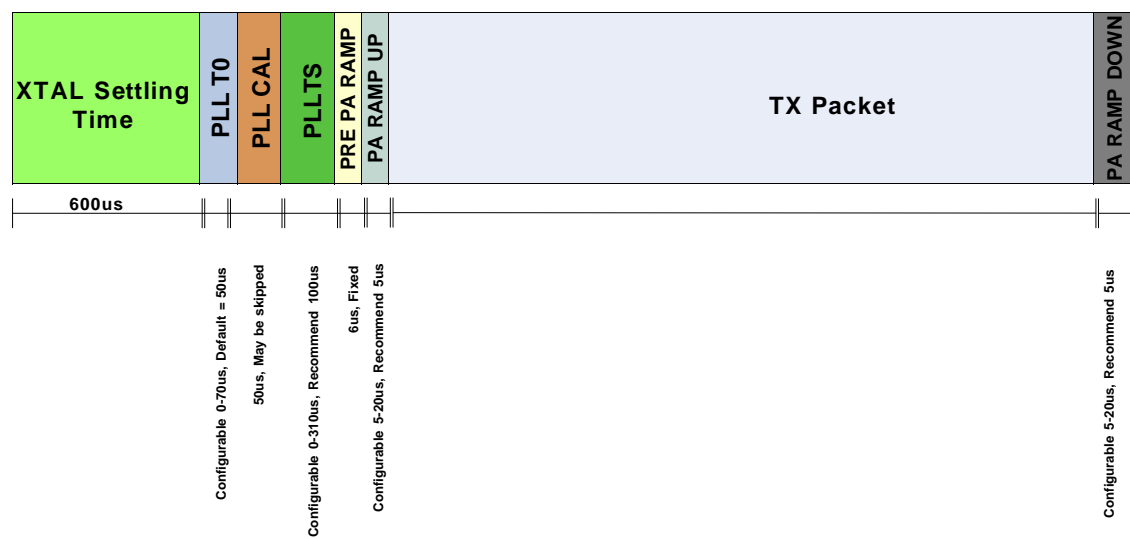 XTAL Settling
Time
PLL T0
PLL CAL
PLLTS
PRE PA RAMP
PA RAMP UP
TX Packet
PA RAMP DOWN
600us
Configurable 0-70us, Default = 50us
50us, May be skipped
Configurable 0-310us, Recommend 100us
6us, Fixed
Configurable 5-20us, Recommend 5us
Configurable 5-20us, Recommend 5us